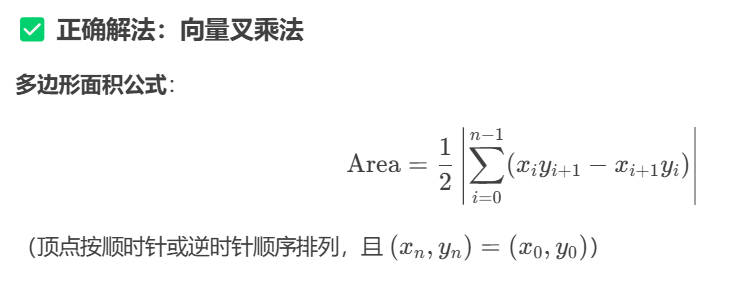 ✅ 正确解法：向量叉乘法
多边形面积公式：
$$\text{Area} = \frac{1}{2} \left| \sum_{i=0}^{n-1} (x_i y_{i+1} - x_{i+1} y_i) \right|$$
（顶点按顺时针或逆时针顺序排列，且 $(x_n, y_n) = (x_0, y_0)$）